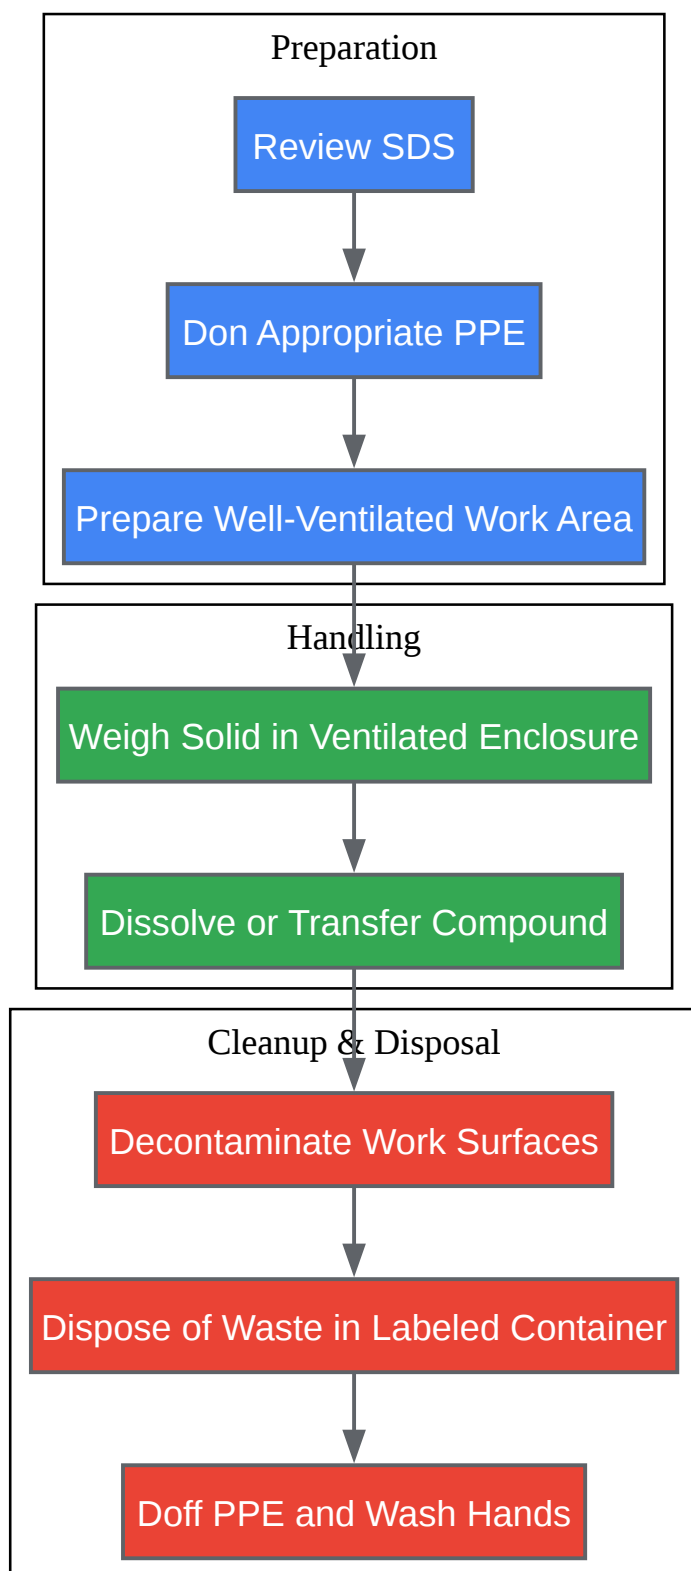 Preparation
Review SDS
Don Appropriate PPE
Prepare Well-Ventilated Work Area
Handling
Weigh Solid in Ventilated Enclosure
Dissolve or Transfer Compound
Cleanup & Disposal
Decontaminate Work Surfaces
Dispose of Waste in Labeled Container
Doff PPE and Wash Hands